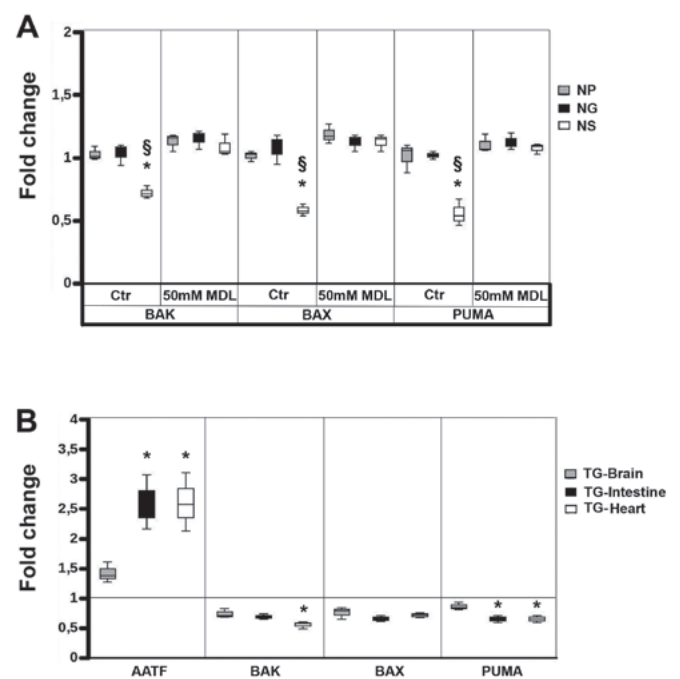 A
2
1,5
1
0,5
0
Fold change
§
*
§
*
§
*
NP
NG
NS
Ctr 50mM MDL Ctr 50mM MDL Ctr 50mM MDL
BAK BAX PUMA
B
4
3,5
3
2,5
2
1,5
1
0,5
0
Fold change
* *
*
* *
TG-Brain
TG-Intestine
TG-Heart
AATF BAK BAX PUMA